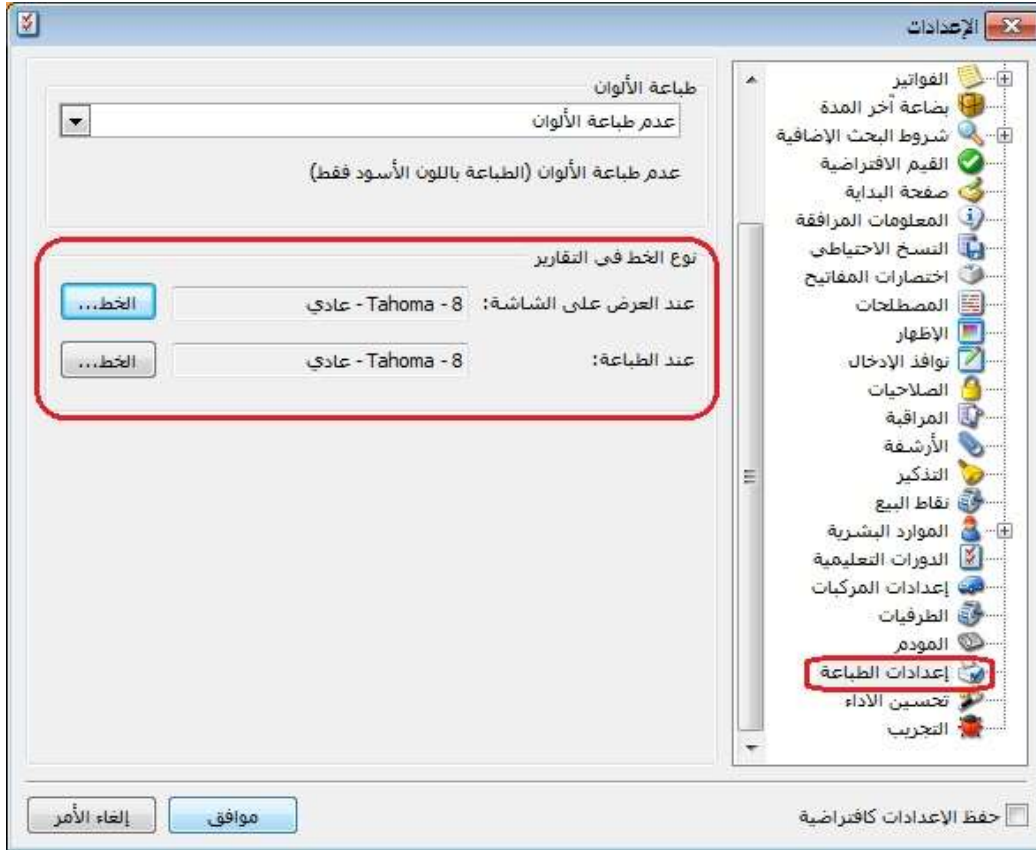 الإعدادات
الفواتير
بضاعة آخر المدة
شروط البحث الإضافية
القيم الافتراضية
صفحة البداية
المعلومات المرافقة
النسخ الاحتياطي
اختصارات المفاتيح
المصطلحات
الإظهار
نوافذ الإدخال
الصلاحيات
المراقبة
الأرشفة
التذكير
نقاط البيع
الموارد البشرية
الدورات التعليمية
إعدادات المركبات
الطرفيات
المودم
إعدادات الطباعة
تحسين الاداء
التجريب
طباعة الألوان
عدم طباعة الألوان
عدم طباعة الألوان (الطباعة باللون الأسود فقط)
نوع الخط في التقارير
عند العرض على الشاشة: 8 - Tahoma - عادي الخط...
عند الطباعة: 8 - Tahoma - عادي الخط...
حفظ الإعدادات كافتراضية موافق إلغاء الأمر